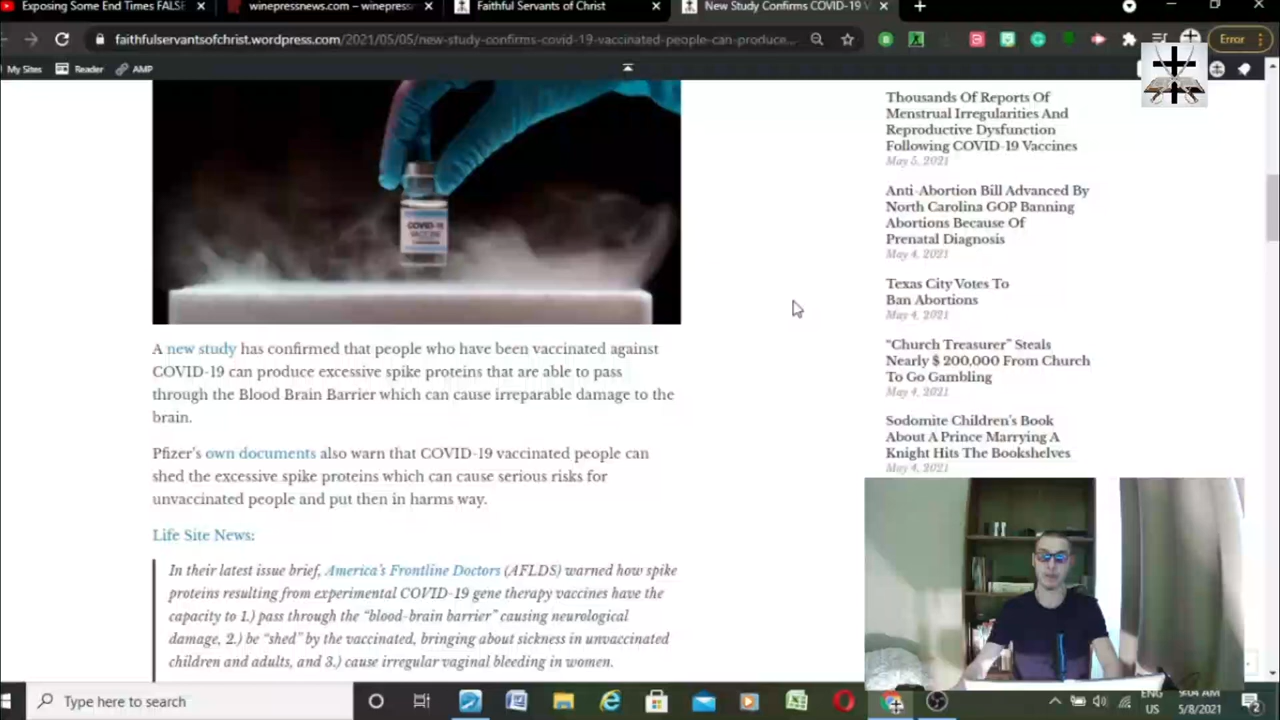 Exposing Some End Times FALSE
winepressnews.com – winepress
Faithful Servants of Christ
New Study Confirms COVID-19 V
faithfulservantsofchrist.wordpress.com/2021/05/05/new-study-confirms-covid-19-vaccinated-people-can-produce...
Error
My Sites
Reader
AMP
COVID-19
VACCINE
Thousands Of Reports Of
Menstrual Irregularities And
Reproductive Dysfunction
Following COVID-19 Vaccines
May 5, 2021
Anti-Abortion Bill Advanced By
North Carolina GOP Banning
Abortions Because Of
Prenatal Diagnosis
May 4, 2021
Texas City Votes To
Ban Abortions
May 4, 2021
“Church Treasurer” Steals
Nearly $ 200,000 From Church
To Go Gambling
May 4, 2021
Sodomite Children’s Book
About A Prince Marrying A
Knight Hits The Bookshelves
May 4, 2021
A new study has confirmed that people who have been vaccinated against
COVID-19 can produce excessive spike proteins that are able to pass
through the Blood Brain Barrier which can cause irreparable damage to the
brain.
Pfizer’s own documents also warn that COVID-19 vaccinated people can
shed the excessive spike proteins which can cause serious risks for
unvaccinated people and put then in harms way.
Life Site News:
In their latest issue brief, America’s Frontline Doctors (AFLDS) warned how spike
proteins resulting from experimental COVID-19 gene therapy vaccines have the
capacity to 1.) pass through the “blood-brain barrier” causing neurological
damage, 2.) be “shed” by the vaccinated, bringing about sickness in unvaccinated
children and adults, and 3.) cause irregular vaginal bleeding in women.
Type here to search
ENG
US
9:04 AM
5/8/2021
2